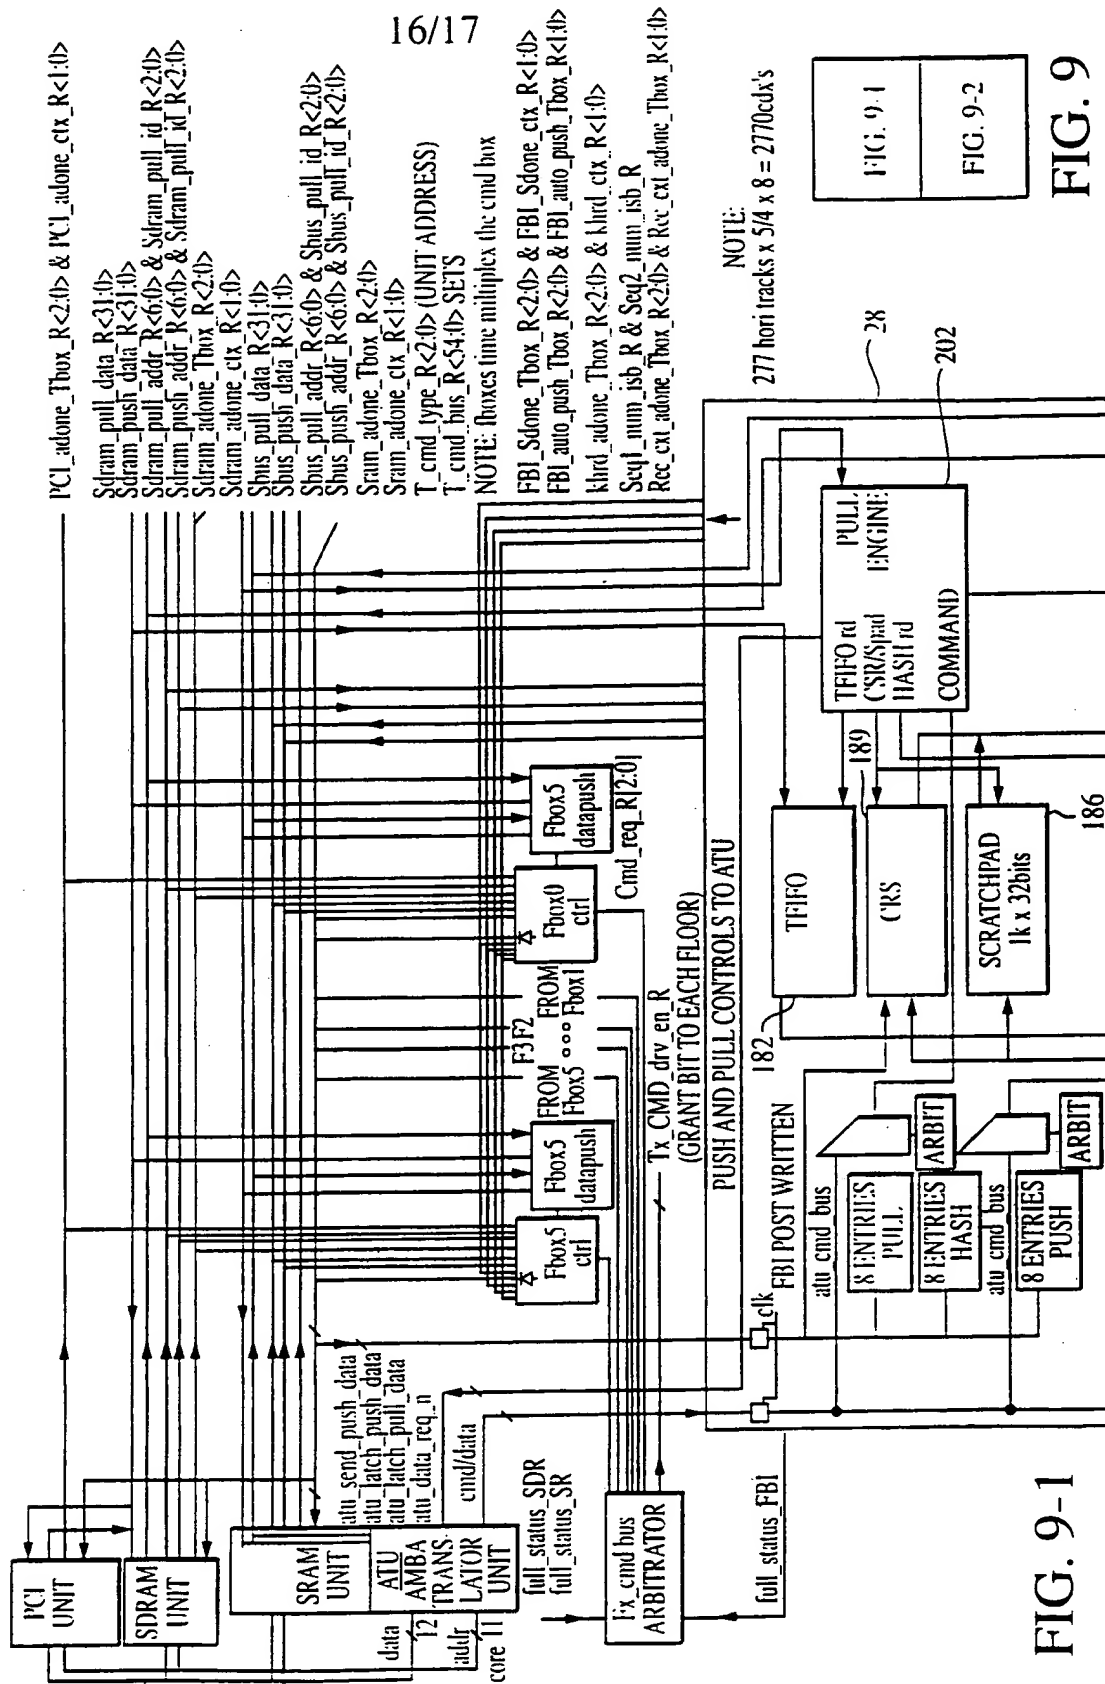 16/17
PCI_adone_Tbox_R<2:0> & PCI_adone_ctx_R<1:0>
Sdram_pull_data_R<31:0>
Sdram_push_data_R<31:0>
Sdram_pull_addr_R<6:0> & Sdram_pull_id_R<2:0>
Sdram_push_addr_R<6:0> & Sdram_pull_id_R<2:0>
Sdram_adone_Tbox_R<2:0>
Sdram_adone_ctx_R<1:0>
Sbus_pull_data_R<31:0>
Sbus_push_data_R<31:0>
Sbus_pull_addr_R<6:0> & Sbus_pull_id_R<2:0>
Sbus_push_addr_R<6:0> & Sbus_pull_id_R<2:0>
Sram_adone_Tbox_R<2:0>
Sram_adone_ctx_R<1:0>
T_cmd_type_R<2:0> (UNIT ADDRESS)
T_cmd_bus_R<54:0> SETS
NOTE: fboxes time multiplex the cmd box
FBI_Sdone_Tbox_R<2:0> & FBI_Sdone_ctx_R<1:0>
FBI_auto_push_Tbox_R<2:0> & FBI_auto_push_Tbox_R<1:0>
khrd_adone_Tbox_R<2:0> & khrd_ctx_R<1:0>
Seq1_num_isb_R & Seq2_num_isb_R
Rec_cxt_adone_Tbox_R<2:0> & Rec_cxt_adone_Tbox_R<1:0>
NOTE:
277 hori tracks x 5/4 x 8 = 2770cdx's
PCI
UNIT
SDRAM
UNIT
SRAM
UNIT
ATU
AMBA
TRANS-
LATOR
UNIT
data
12
addr
11
core
atu_send_push_data
atu_latch_push_data
atu_latch_pull_data
atu_data_req_n
cmd/data
full_status_SDR
full_status_SR
Fx_cmd bus
ARBITRATOR
full_status_FBI
Fbox5
ctrl
Fbox5
datapush
FROM
Fbox5
F3 F2
FROM
Fbox1
Fbox0
ctrl
Fbox5
datapush
Cmd_req_R[2:0]
Tx_CMD_drv_en_R
(GRANT BIT TO EACH FLOOR)
PUSH AND PULL CONTROLS TO ATU
clk
FBI POST WRITTEN
atu cmd bus
8 ENTRIES
PULL
8 ENTRIES
HASH
ARBIT
atu cmd bus
8 ENTRIES
PUSH
ARBIT
182
TFIFO
189
CRS
SCRATCHPAD
1k x 32bits
186
TFIFO rd
CSR/Spad
HASH rd
COMMAND
PULL
ENGINE
28
202
FIG. 9-1
FIG. 9-1
FIG. 9-2
FIG. 9